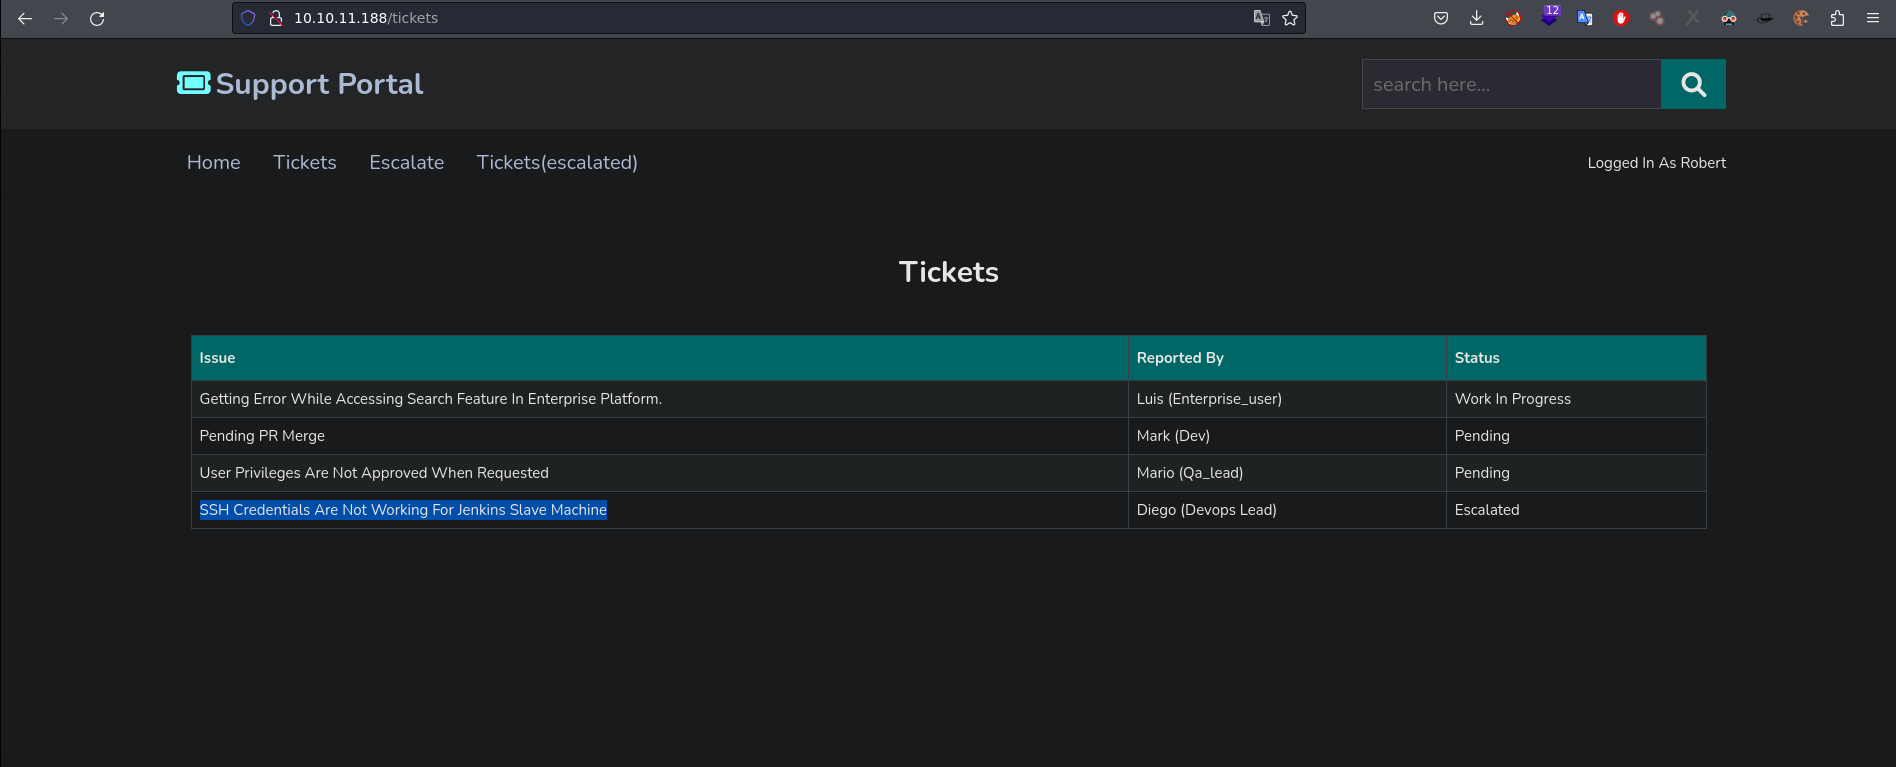 10.10.11.188/tickets
12
Support Portal
search here...
Home Tickets Escalate Tickets(escalated) Logged In As Robert
Tickets
Issue Reported By Status
Getting Error While Accessing Search Feature In Enterprise Platform. Luis (Enterprise_user) Work In Progress
Pending PR Merge Mark (Dev) Pending
User Privileges Are Not Approved When Requested Mario (Qa_lead) Pending
SSH Credentials Are Not Working For Jenkins Slave Machine Diego (Devops Lead) Escalated